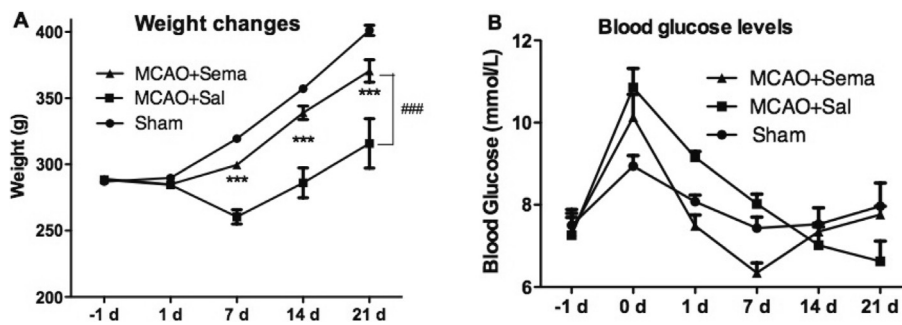 A
Weight changes
400
350
300
250
200
Weight (g)
MCAO+Sema
MCAO+Sal
Sham
***
***
***
###
-1 d
1 d
7 d
14 d
21 d
B
Blood glucose levels
12
10
8
6
Blood Glucose (mmol/L)
MCAO+Sema
MCAO+Sal
Sham
-1 d
0 d
1 d
7 d
14 d
21 d